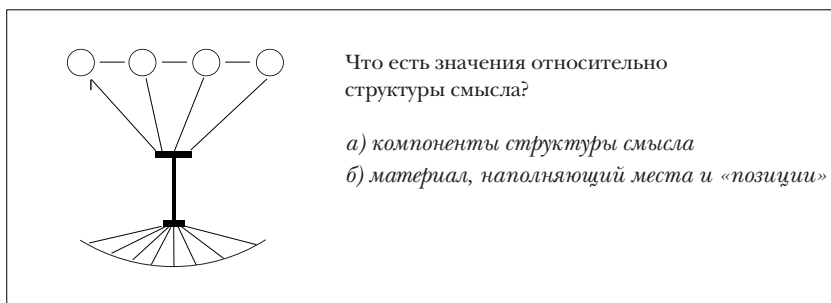 Что есть значения относительно
структуры смысла?
а) компоненты структуры смысла
б) материал, наполняющий места и «позиции»